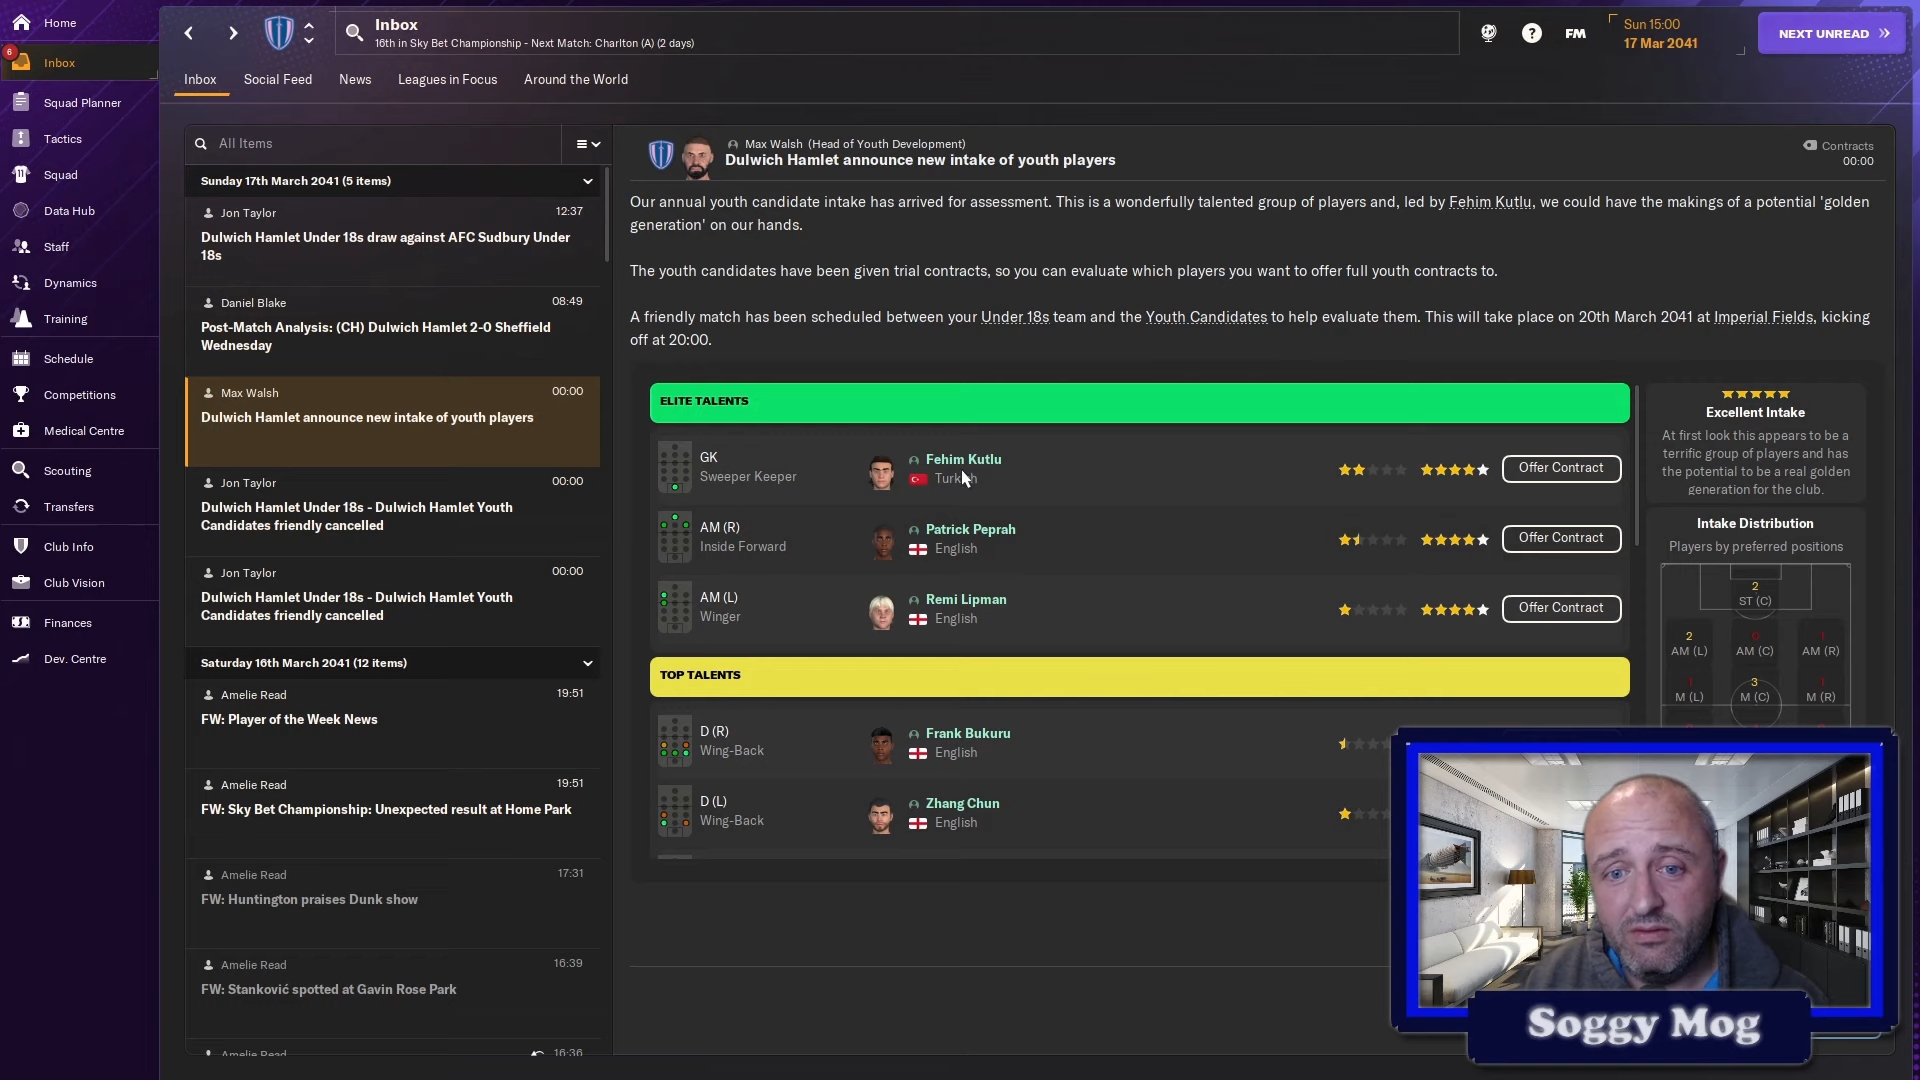 Home
6
Inbox
Squad Planner
Tactics
11
Squad
Data Hub
Staff
Dynamics
Training
Schedule
Competitions
Medical Centre
Scouting
Transfers
Club Info
Club Vision
Finances
Dev. Centre
Inbox
16th in Sky Bet Championship - Next Match: Charlton (A) (2 days)
?
FM
Sun 15:00
17 Mar 2041
NEXT UNREAD
Inbox
Social Feed
News
Leagues in Focus
Around the World
All Items
Sunday 17th March 2041 (5 items)
Jon Taylor
12:37
Dulwich Hamlet Under 18s draw against AFC Sudbury Under
18s
Daniel Blake
08:49
Post-Match Analysis: (CH) Dulwich Hamlet 2-0 Sheffield
Wednesday
Max Walsh
00:00
Dulwich Hamlet announce new intake of youth players
Jon Taylor
00:00
Dulwich Hamlet Under 18s - Dulwich Hamlet Youth
Candidates friendly cancelled
Jon Taylor
00:00
Dulwich Hamlet Under 18s - Dulwich Hamlet Youth
Candidates friendly cancelled
Saturday 16th March 2041 (12 items)
Amelie Read
19:51
FW: Player of the Week News
Amelie Read
19:51
FW: Sky Bet Championship: Unexpected result at Home Park
Amelie Read
17:31
FW: Huntington praises Dunk show
Amelie Read
16:39
FW: Stanković spotted at Gavin Rose Park
Amelie Read
16:36
Max Walsh (Head of Youth Development)
Dulwich Hamlet announce new intake of youth players
Contracts
00:00
Our annual youth candidate intake has arrived for assessment. This is a wonderfully talented group of players and, led by Fehim Kutlu, we could have the makings of a potential 'golden
generation' on our hands.
The youth candidates have been given trial contracts, so you can evaluate which players you want to offer full youth contracts to.
A friendly match has been scheduled between your Under 18s team and the Youth Candidates to help evaluate them. This will take place on 20th March 2041 at Imperial Fields, kicking
off at 20:00.
ELITE TALENTS
GK
Sweeper Keeper
Fehim Kutlu
Turkish
Offer Contract
AM (R)
Inside Forward
Patrick Peprah
English
Offer Contract
AM (L)
Winger
Remi Lipman
English
Offer Contract
TOP TALENTS
D (R)
Wing-Back
Frank Bukuru
English
D (L)
Wing-Back
Zhang Chun
English
Excellent Intake
At first look this appears to be a
terrific group of players and has
the potential to be a real golden
generation for the club.
Intake Distribution
Players by preferred positions
2
ST (C)
2
AM (L)
0
AM (C)
1
AM (R)
1
M (L)
3
M (C)
1
M (R)
Soggy Mog